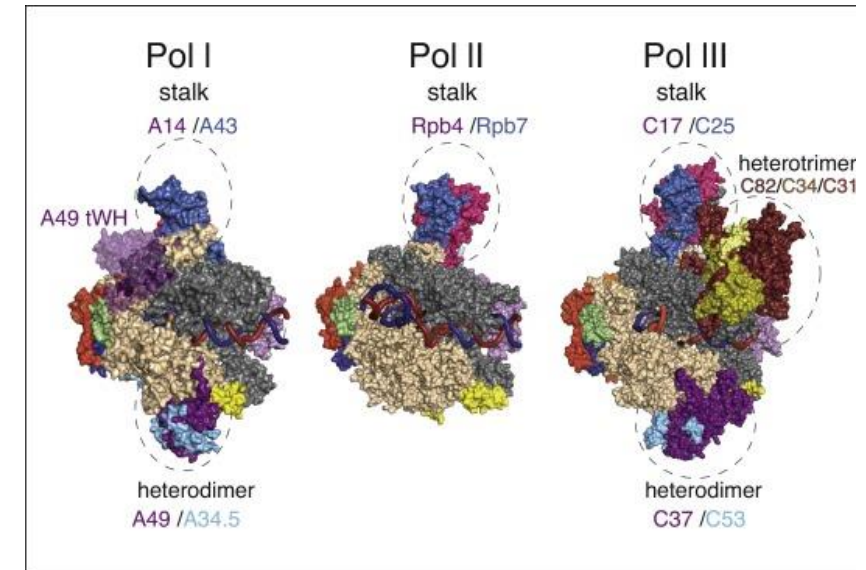 Pol I
stalk
A14 /A43
A49 tWH
heterodimer
A49 /A34.5
Pol II
stalk
Rpb4 /Rpb7
Pol III
stalk
C17 /C25
heterotrimer
C82/C34/C31
heterodimer
C37 /C53